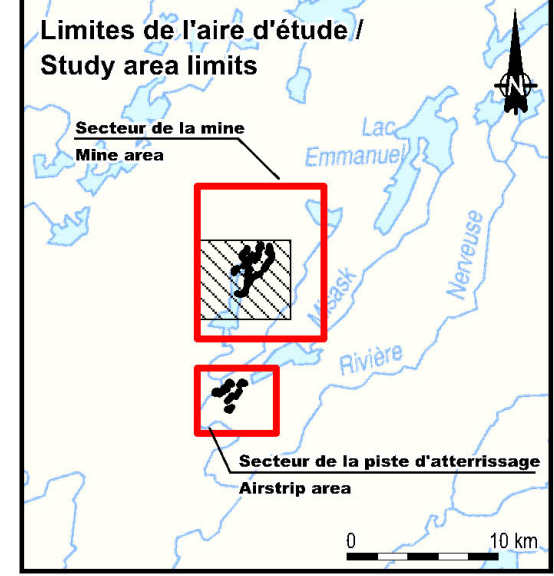 Limites de l'aire d'étude /
Study area limits
N
Secteur de la mine
Mine area
Lac
Emmanuel
Misask
Nerveuse
Rivière
Secteur de la piste d'atterrissage
Airstrip area
0 10 km